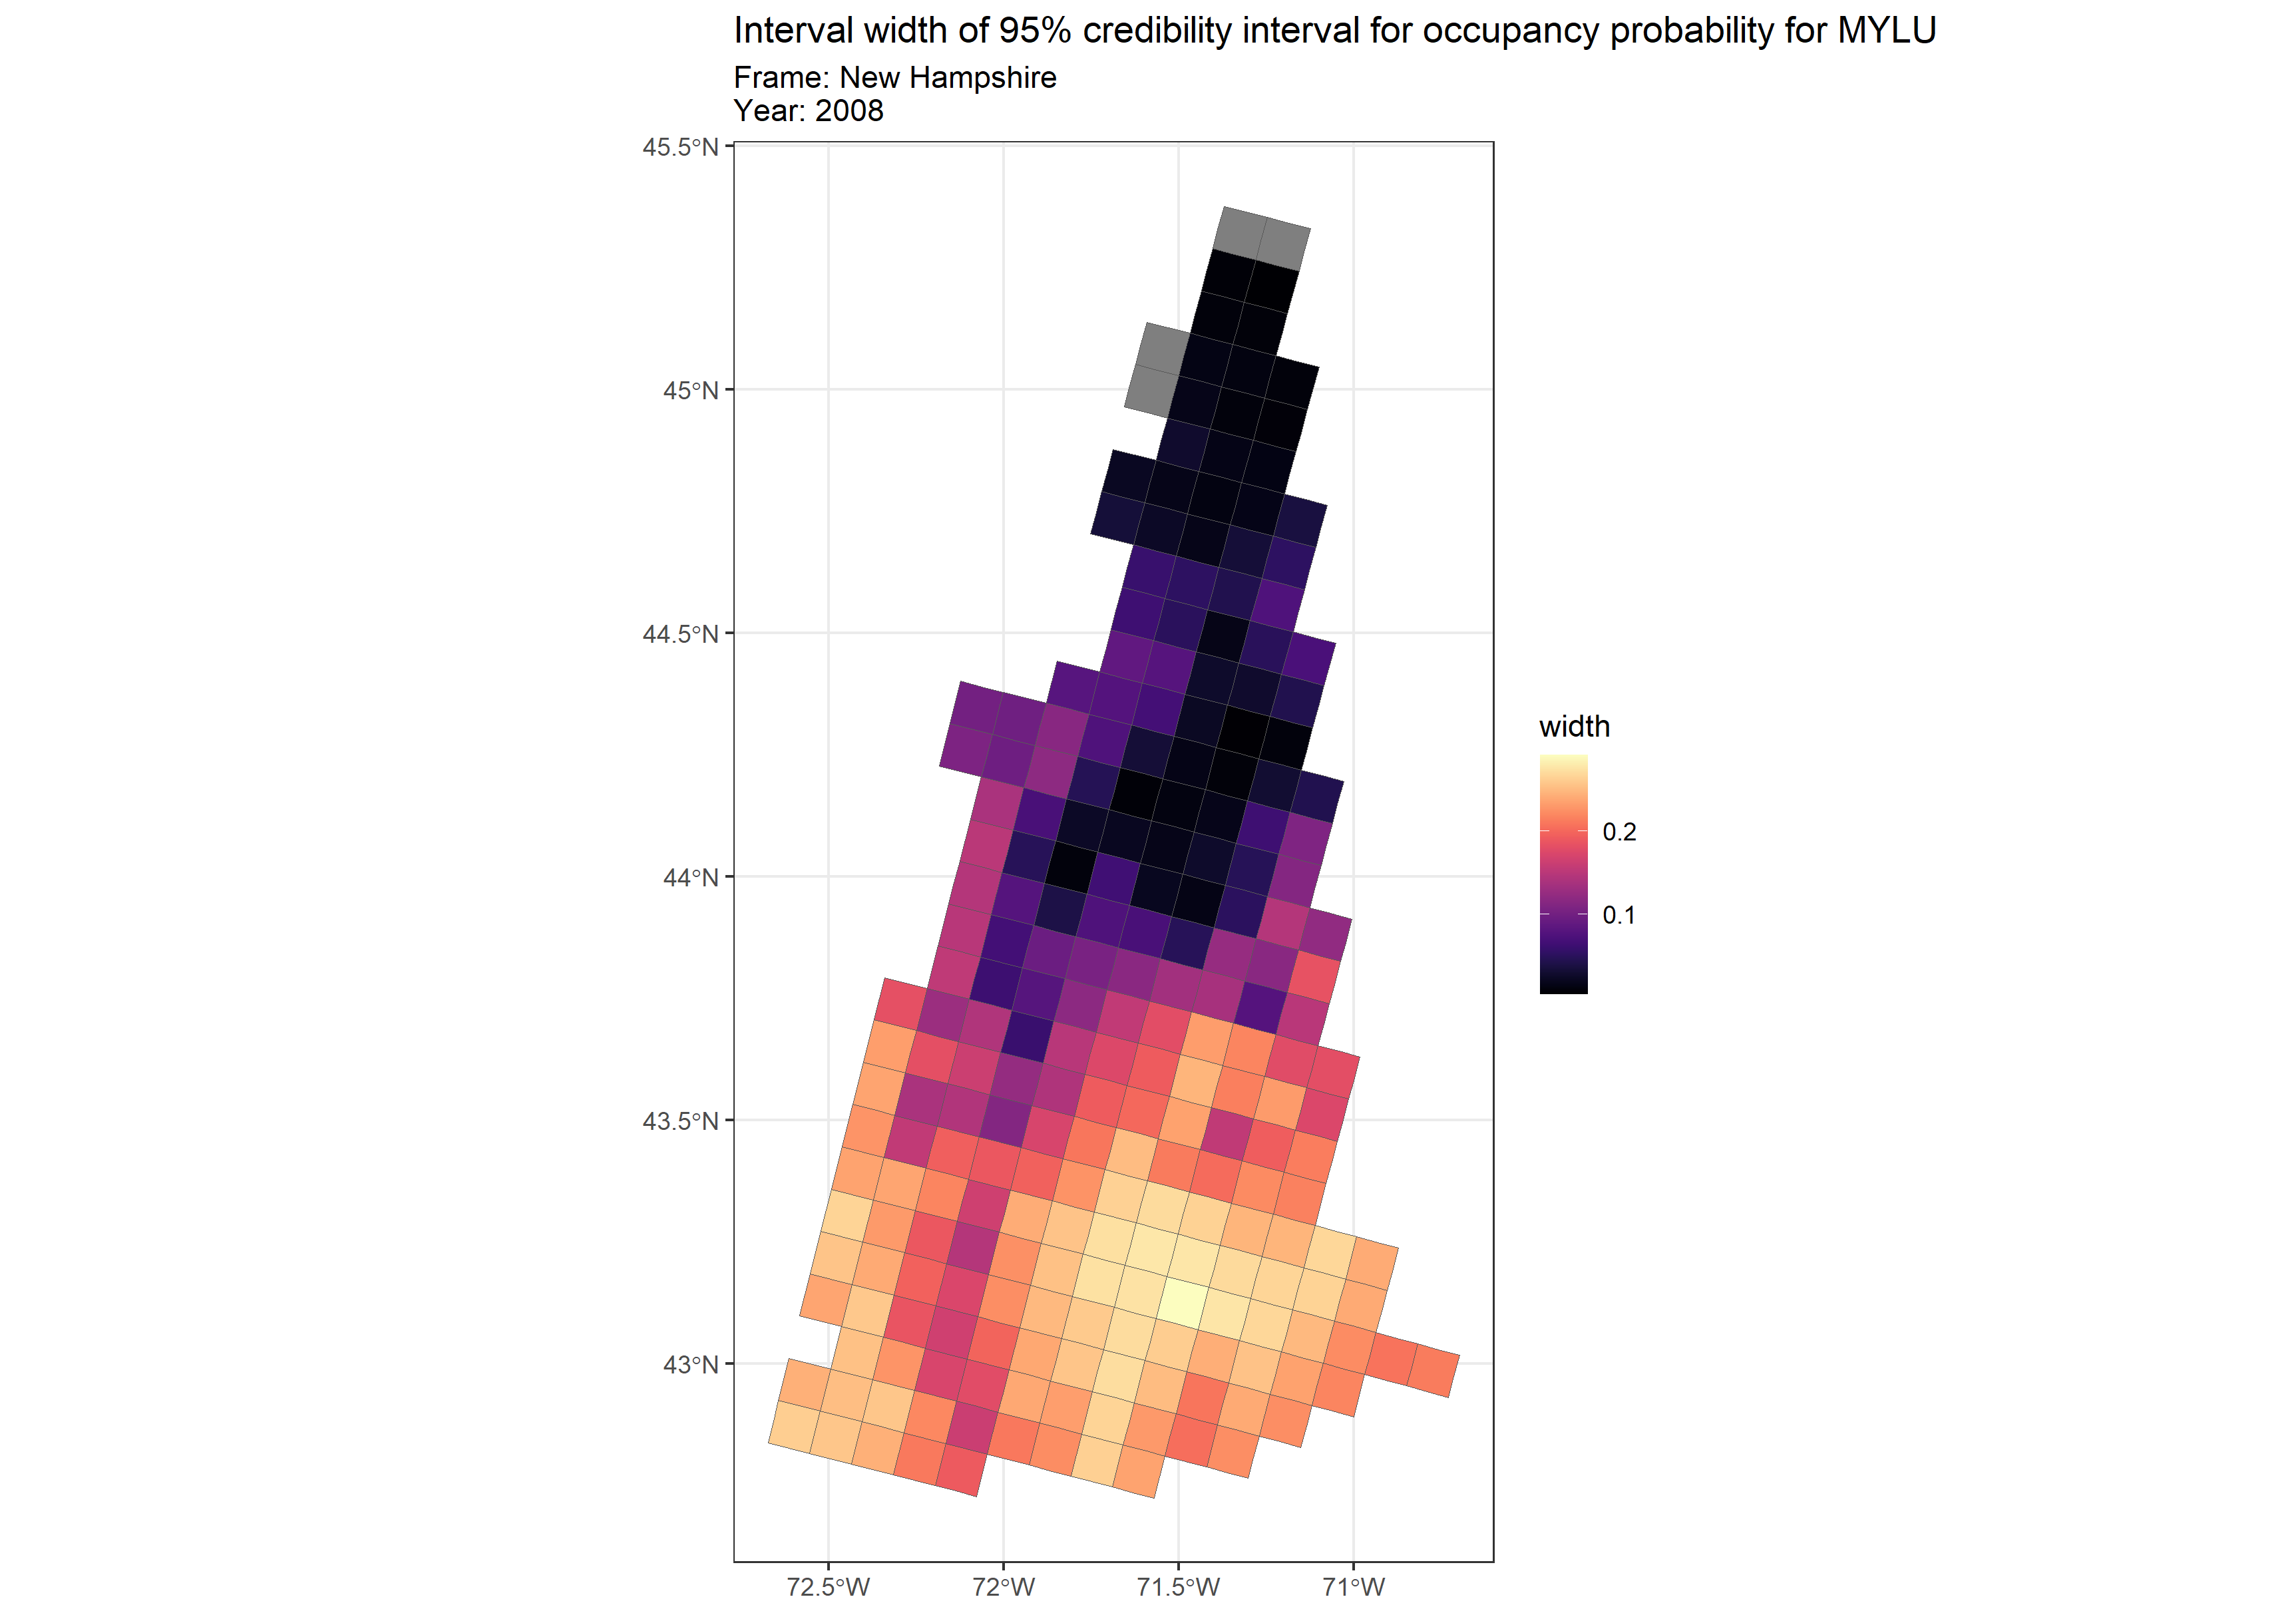 Interval width of 95% credibility interval for occupancy probability for MYLU
Frame: New Hampshire
Year: 2008
45.5°N
45°N
44.5°N
44°N
43.5°N
43°N
72.5°W
72°W
71.5°W
71°W
width
0.2
0.1